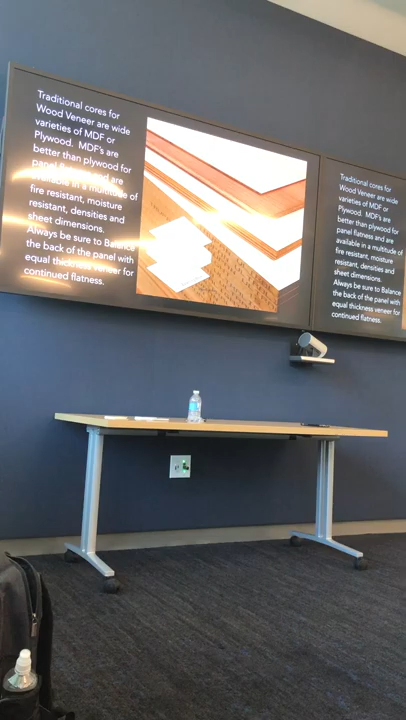 Traditional cores for
Wood Veneer are wide
varieties of MDF or
Plywood. MDF's are
better than plywood for
panel flatness and are
available in a multitude of
fire resistant, moisture
resistant, densities and
sheet dimensions.
Always be sure to Balance
the back of the panel with
equal thickness veneer for
continued flatness.
Traditional cores for
Wood Veneer are wide
varieties of MDF or
Plywood. MDF's are
better than plywood for
panel flatness and are
available in a multitude of
fire resistant, moisture
resistant, densities and
sheet dimensions.
Always be sure to Balance
the back of the panel with
equal thickness veneer for
continued flatness.